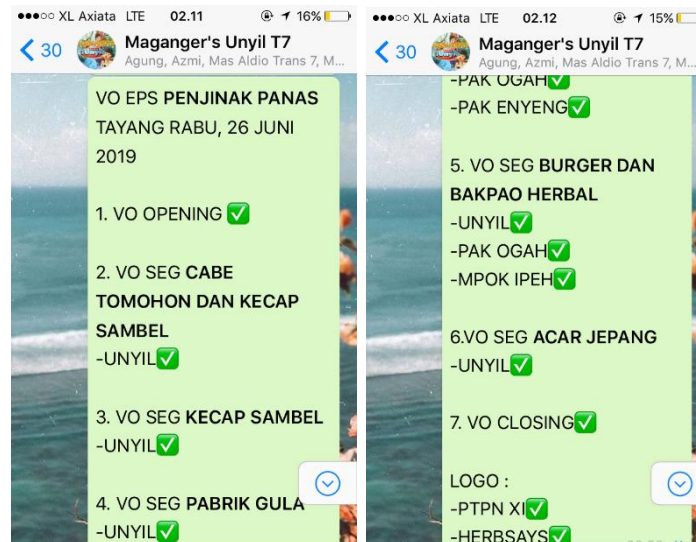 XL Axiata LTE 02.11 16%
30 Maganger's Unyil T7
Agung, Azmi, Mas Aldio Trans 7, M...
VO EPS PENJINAK PANAS
TAYANG RABU, 26 JUNI
2019
1. VO OPENING ✅
2. VO SEG CABE
TOMOHON DAN KECAP
SAMBEL
-UNYIL✅
3. VO SEG KECAP SAMBEL
-UNYIL✅
4. VO SEG PABRIK GULA
-UNYIL✅
XL Axiata LTE 02.12 15%
30 Maganger's Unyil T7
Agung, Azmi, Mas Aldio Trans 7, M...
-PAK OGAH✅
-PAK ENYENG✅
5. VO SEG BURGER DAN
BAKPAO HERBAL
-UNYIL✅
-PAK OGAH✅
-MPOK IPEH✅
6.VO SEG ACAR JEPANG
-UNYIL✅
7. VO CLOSING✅
LOGO :
-PTPN XI✅
-HERBSAYS✅